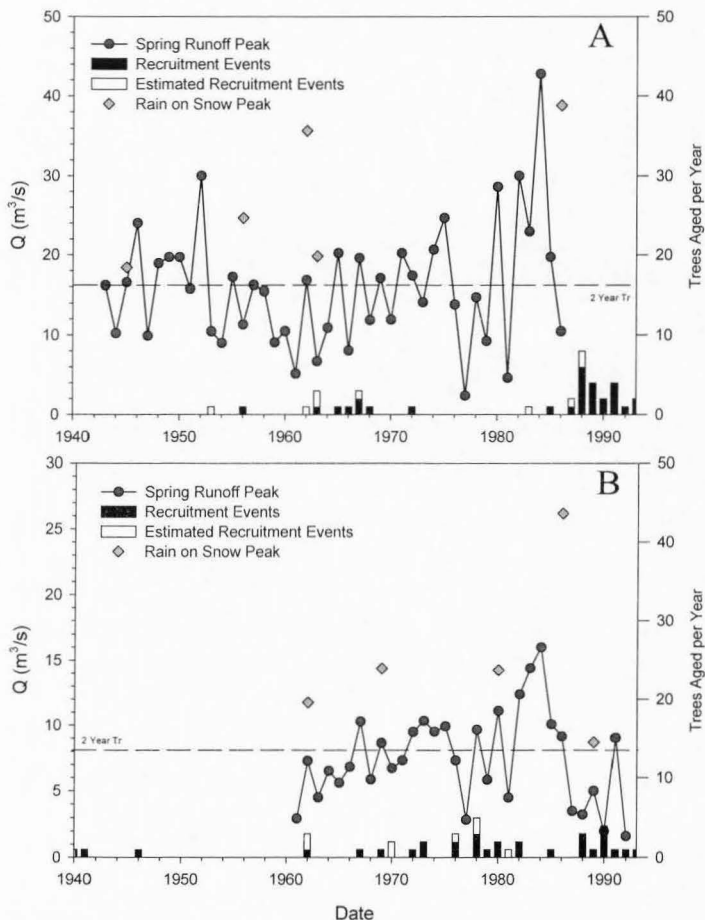 A
Spring Runoff Peak
Recruitment Events
Estimated Recruitment Events
Rain on Snow Peak
50
40
30
20
10
0
Q (m³/s)
50
40
30
20
10
0
Trees Aged per Year
2 Year Tr
1940 1950 1960 1970 1980 1990
B
Spring Runoff Peak
Recruitment Events
Estimated Recruitment Events
Rain on Snow Peak
30
25
20
15
10
5
0
Q (m³/s)
50
40
30
20
10
0
Trees Aged per Year
2 Year Tr
1940 1950 1960 1970 1980 1990
Date